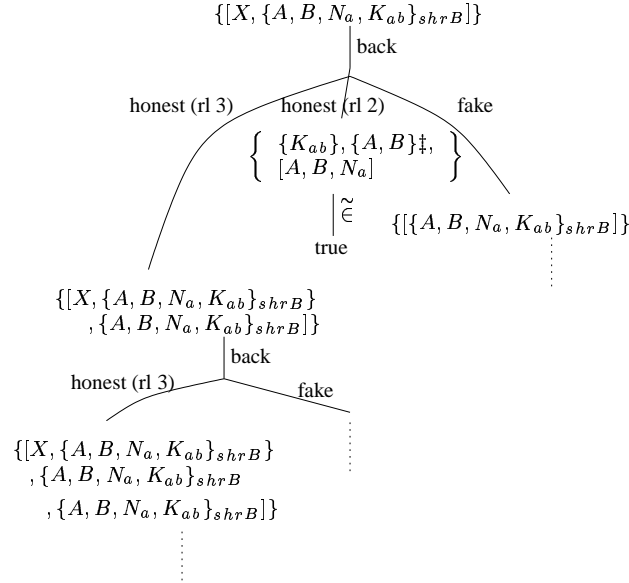 {[X, {A, B, N_a, K_ab}_shrB]}
back
honest (rl 3) honest (rl 2) fake
{ {K_ab}, {A, B}‡, [A, B, N_a] }
∈̃
true
{[{A, B, N_a, K_ab}_shrB]}
{[X, {A, B, N_a, K_ab}_shrB}
, {A, B, N_a, K_ab}_shrB]}
back
honest (rl 3)
fake
{[X, {A, B, N_a, K_ab}_shrB}
, {A, B, N_a, K_ab}_shrB
, {A, B, N_a, K_ab}_shrB]}